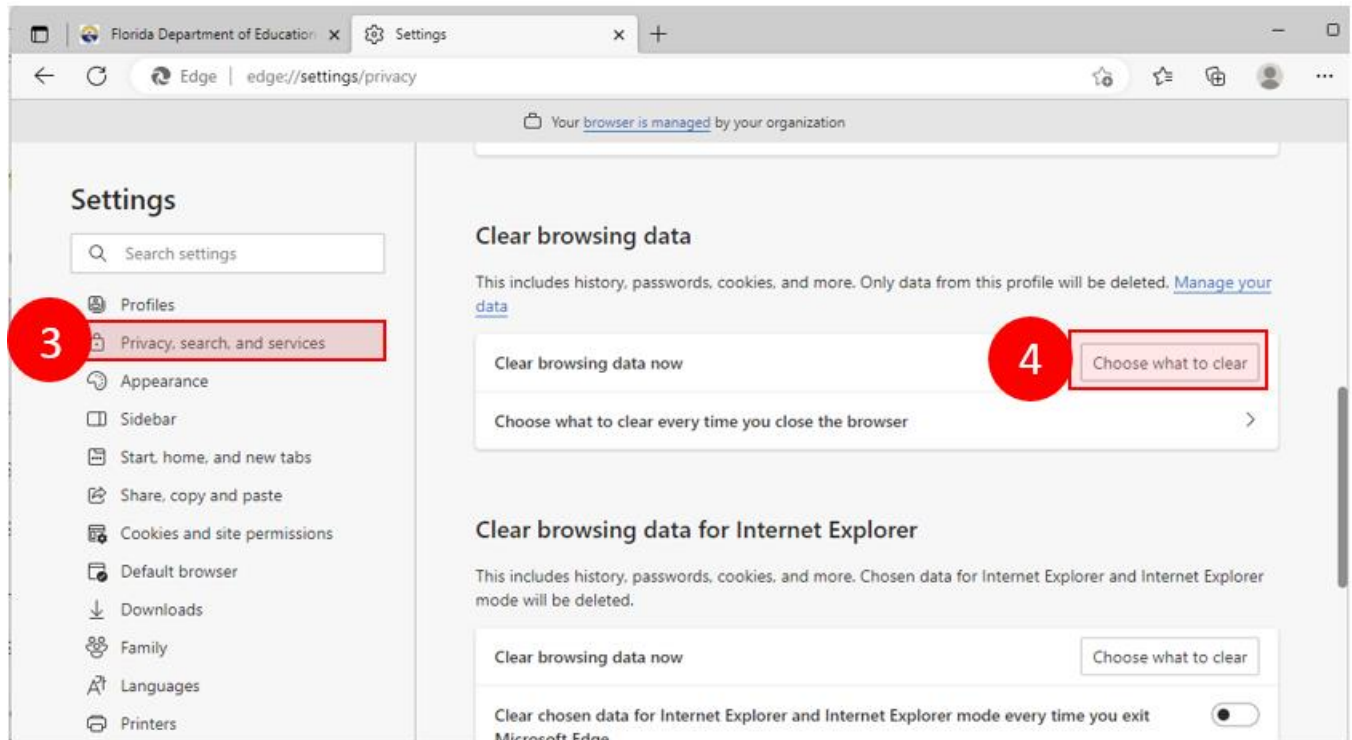 Florida Department of Education
Settings
Edge | edge://settings/privacy
Your browser is managed by your organization
Settings
Search settings
Profiles
3
Privacy, search, and services
Appearance
Sidebar
Start, home, and new tabs
Share, copy and paste
Cookies and site permissions
Default browser
Downloads
Family
Languages
Printers
Clear browsing data
This includes history, passwords, cookies, and more. Only data from this profile will be deleted. Manage your
data
Clear browsing data now
4
Choose what to clear
Choose what to clear every time you close the browser
Clear browsing data for Internet Explorer
This includes history, passwords, cookies, and more. Chosen data for Internet Explorer and Internet Explorer
mode will be deleted.
Clear browsing data now
Choose what to clear
Clear chosen data for Internet Explorer and Internet Explorer mode every time you exit
Microsoft Edge